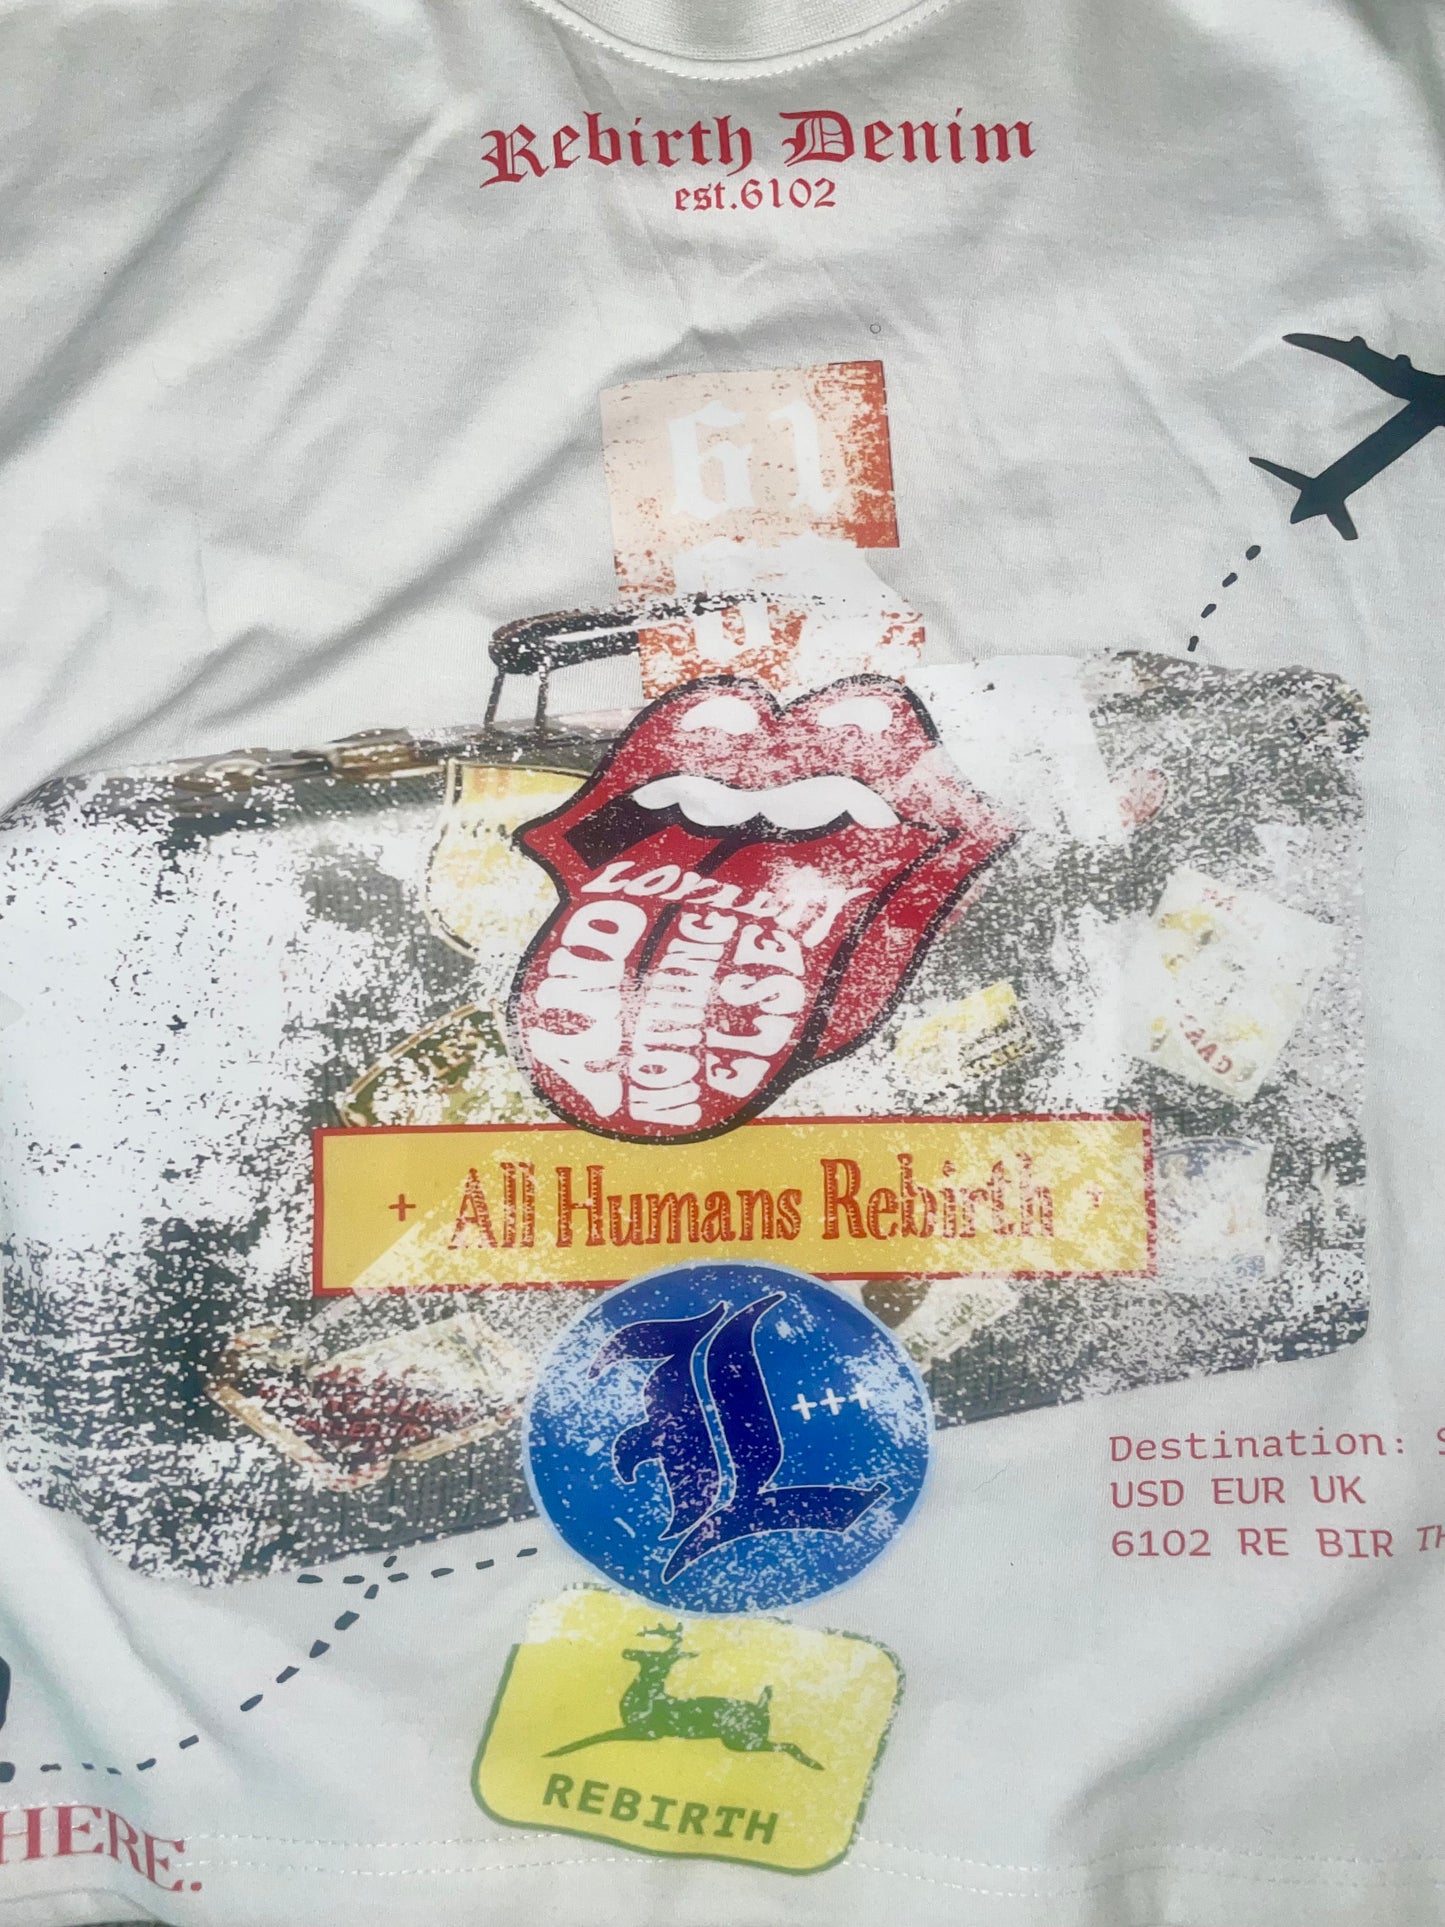 Rebirth Denim
est.6102
61
02
LOYALTY
AND NOTHING ELSE
+ All Humans Rebirth +
L +++
Destination:
USD EUR UK
6102 RE BIR
REBIRTH
HERE.